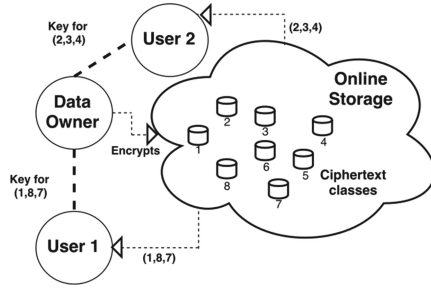 Key for
(2,3,4)
User 2
(2,3,4)
Online
Storage
Data
Owner
Encrypts
1
2
3
4
5
6
7
8
Ciphertext
classes
Key for
(1,8,7)
User 1
(1,8,7)